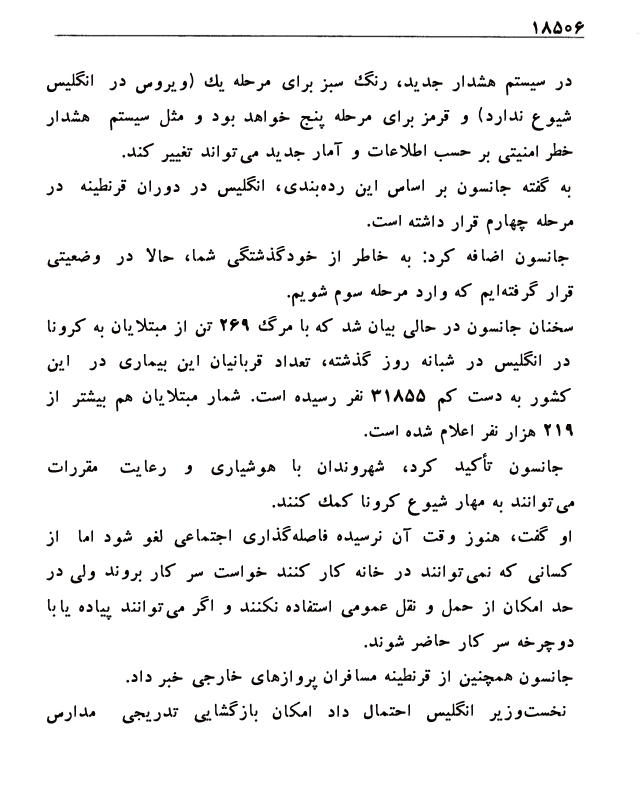 ۱۸۵۰۶
در سیستم هشدار جدید، رنگ سبز برای مرحله یك (ویروس در انگلیس
شیوع ندارد) و قرمز برای مرحله پنج خواهد بود و مثل سیستم هشدار
خطر امنیتی بر حسب اطلاعات و آمار جدید می‌تواند تغییر کند.
به گفته جانسون بر اساس این رده‌بندی، انگلیس در دوران قرنطینه در
مرحله چهارم قرار داشته است.
جانسون اضافه کرد: به خاطر از خودگذشتگی شما، حالا در وضعیتی
قرار گرفته‌ایم که وارد مرحله سوم شویم.
سخنان جانسون در حالی بیان شد که با مرگ ۲۶۹ تن از مبتلایان به کرونا
در انگلیس در شبانه روز گذشته، تعداد قربانیان این بیماری در این
کشور به دست کم ۳۱۸۵۵ نفر رسیده است. شمار مبتلایان هم بیشتر از
۲۱۹ هزار نفر اعلام شده است.
جانسون تأکید کرد، شهروندان با هوشیاری و رعایت مقررات
می‌توانند به مهار شیوع کرونا کمك کنند.
او گفت، هنوز وقت آن نرسیده فاصله‌گذاری اجتماعی لغو شود اما از
کسانی که نمی‌توانند در خانه کار کنند خواست سر کار بروند ولی در
حد امکان از حمل و نقل عمومی استفاده نکنند و اگر می‌توانند پیاده یا با
دوچرخه سر کار حاضر شوند.
جانسون همچنین از قرنطینه مسافران پروازهای خارجی خبر داد.
نخست‌وزیر انگلیس احتمال داد امکان بازگشایی تدریجی مدارس